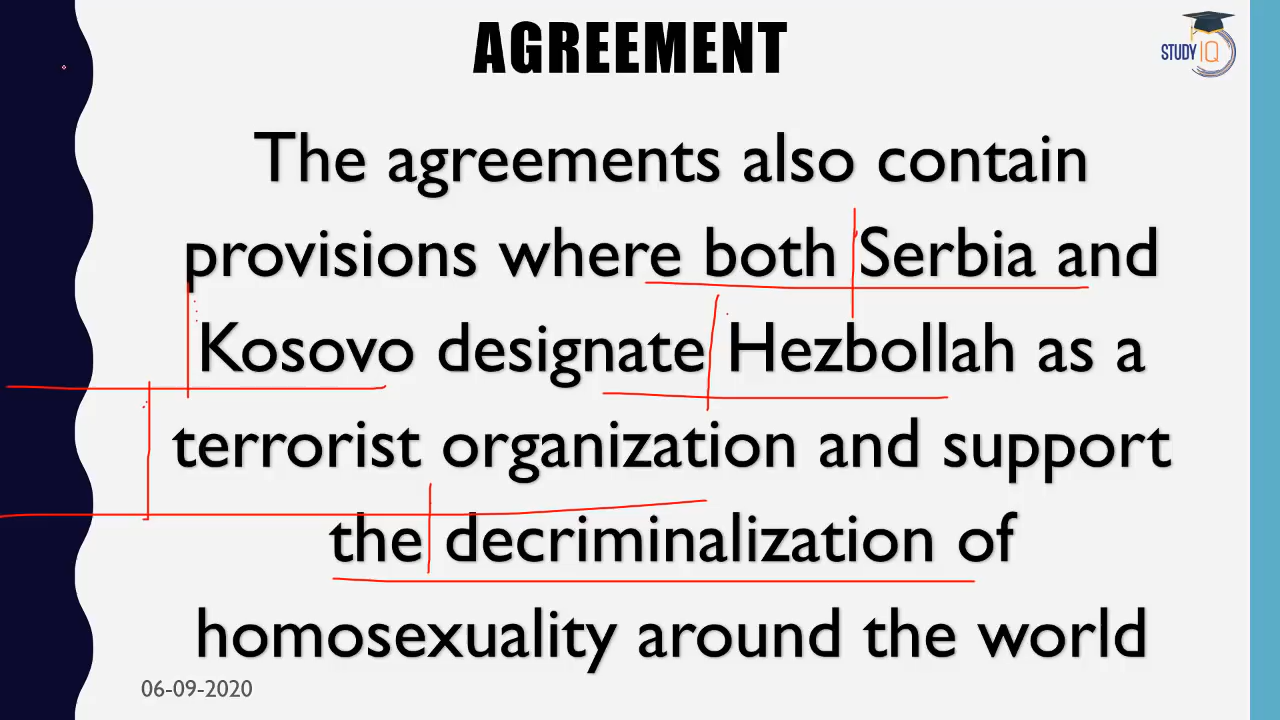 AGREEMENT
STUDY IQ
The agreements also contain
provisions where both Serbia and
Kosovo designate Hezbollah as a
terrorist organization and support
the decriminalization of
homosexuality around the world
06-09-2020